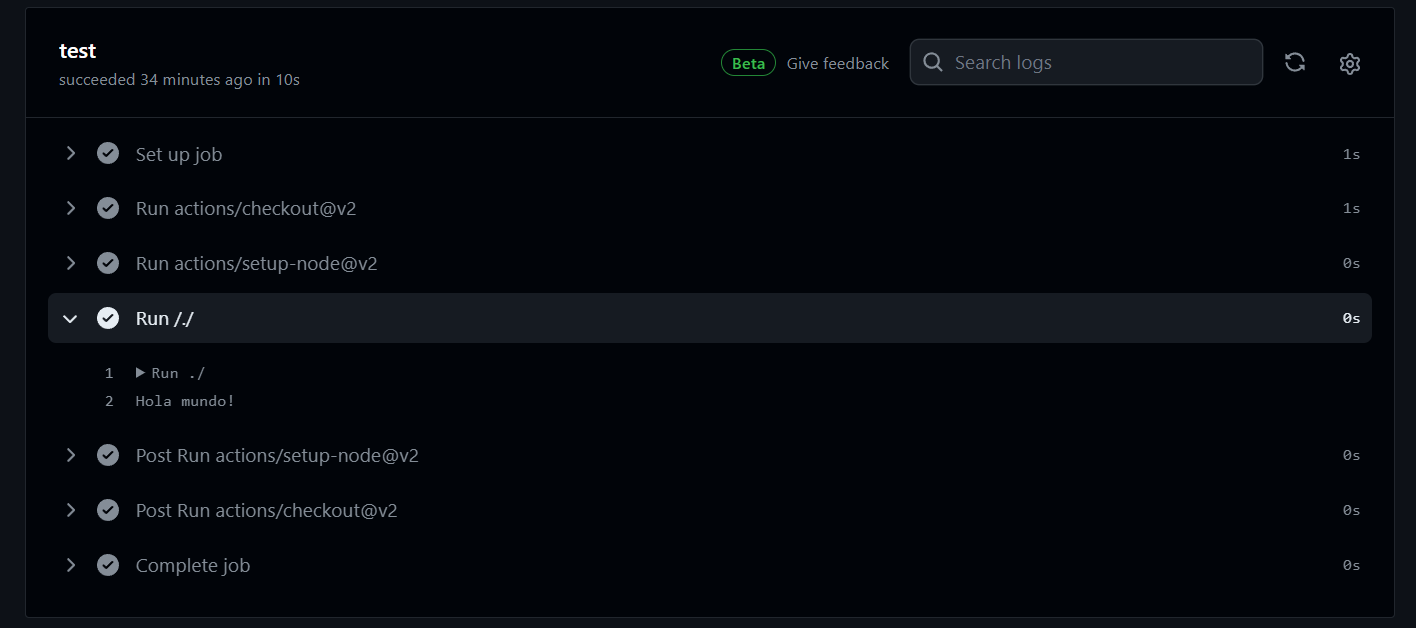 test
succeeded 34 minutes ago in 10s
Beta Give feedback Search logs
Set up job 1s
Run actions/checkout@v2 1s
Run actions/setup-node@v2 0s
Run /./ 0s
1 Run ./
2 Hola mundo!
Post Run actions/setup-node@v2 0s
Post Run actions/checkout@v2 0s
Complete job 0s